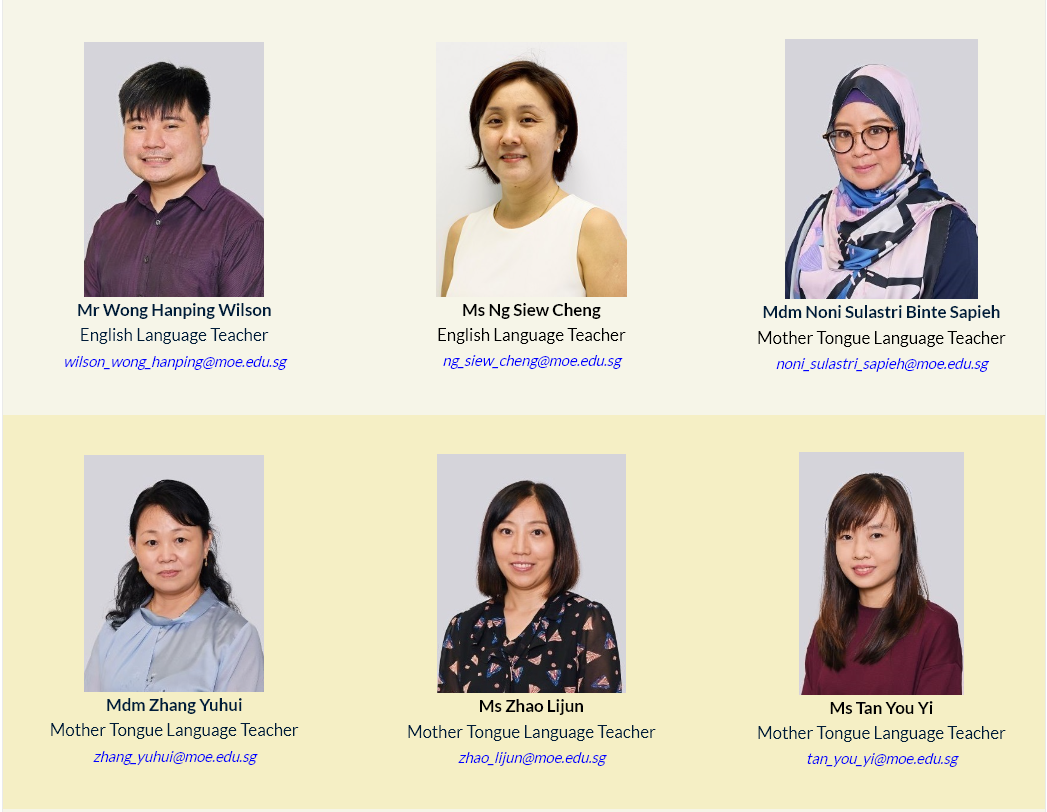 Mr Wong Hanping Wilson
English Language Teacher
wilson_wong_hanping@moe.edu.sg
Ms Ng Siew Cheng
English Language Teacher
ng_siew_cheng@moe.edu.sg
Mdm Noni Sulastri Binte Sapieh
Mother Tongue Language Teacher
noni_sulastri_sapieh@moe.edu.sg
Mdm Zhang Yuhui
Mother Tongue Language Teacher
zhang_yuhui@moe.edu.sg
Ms Zhao Lijun
Mother Tongue Language Teacher
zhao_lijun@moe.edu.sg
Ms Tan You Yi
Mother Tongue Language Teacher
tan_you_yi@moe.edu.sg